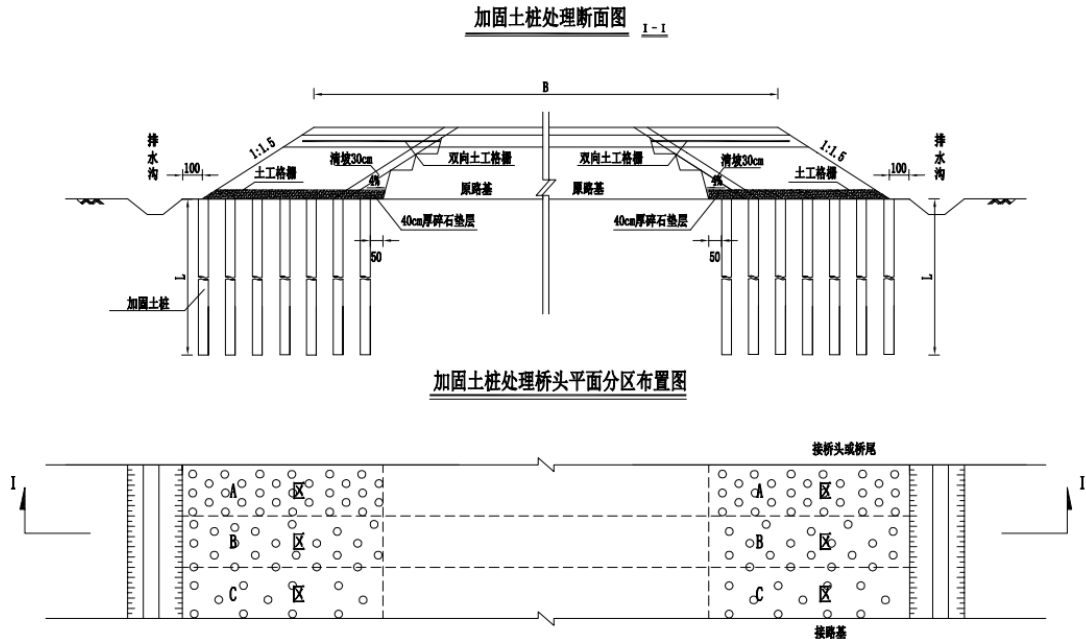 加固土桩处理断面图 I-I
B
排水沟
100
1:1.5
土工格栅
清坡30cm
4%
双向土工格栅
原路基
40cm厚碎石垫层
50
L
加固土桩
双向土工格栅
清坡30cm
4%
原路基
土工格栅
1:1.5
100
排水沟
40cm厚碎石垫层
50
L
加固土桩处理桥头平面分区布置图
接桥头或桥尾
I
I
A 区
A 区
B 区
B 区
C 区
C 区
接路基